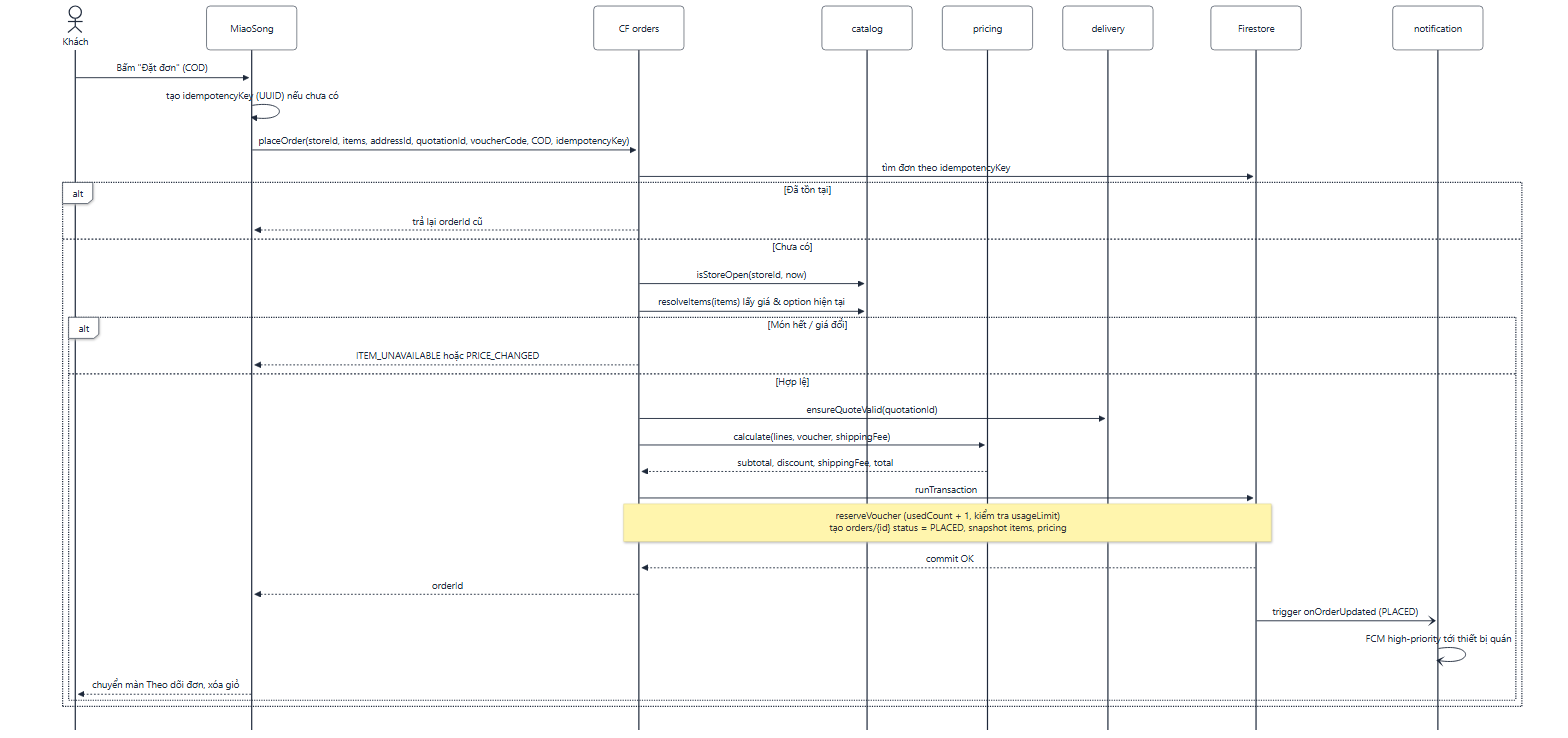 Khách
MiaoSong
CF orders
catalog
pricing
delivery
Firestore
notification
Bấm "Đặt đơn" (COD)
tạo idempotencyKey (UUID) nếu chưa có
placeOrder(storeId, items, addressId, quotationId, voucherCode, COD, idempotencyKey)
tìm đơn theo idempotencyKey
alt
[Đã tồn tại]
trả lại orderId cũ
[Chưa có]
isStoreOpen(storeId, now)
resolveItems(items) lấy giá & option hiện tại
alt
[Món hết / giá đổi]
ITEM_UNAVAILABLE hoặc PRICE_CHANGED
[Hợp lệ]
ensureQuoteValid(quotationId)
calculate(lines, voucher, shippingFee)
subtotal, discount, shippingFee, total
runTransaction
reserveVoucher (usedCount + 1, kiểm tra usageLimit)
tạo orders/{id} status = PLACED, snapshot items, pricing
commit OK
orderId
trigger onOrderUpdated (PLACED)
FCM high-priority tới thiết bị quán
chuyển màn Theo dõi đơn, xóa giỏ